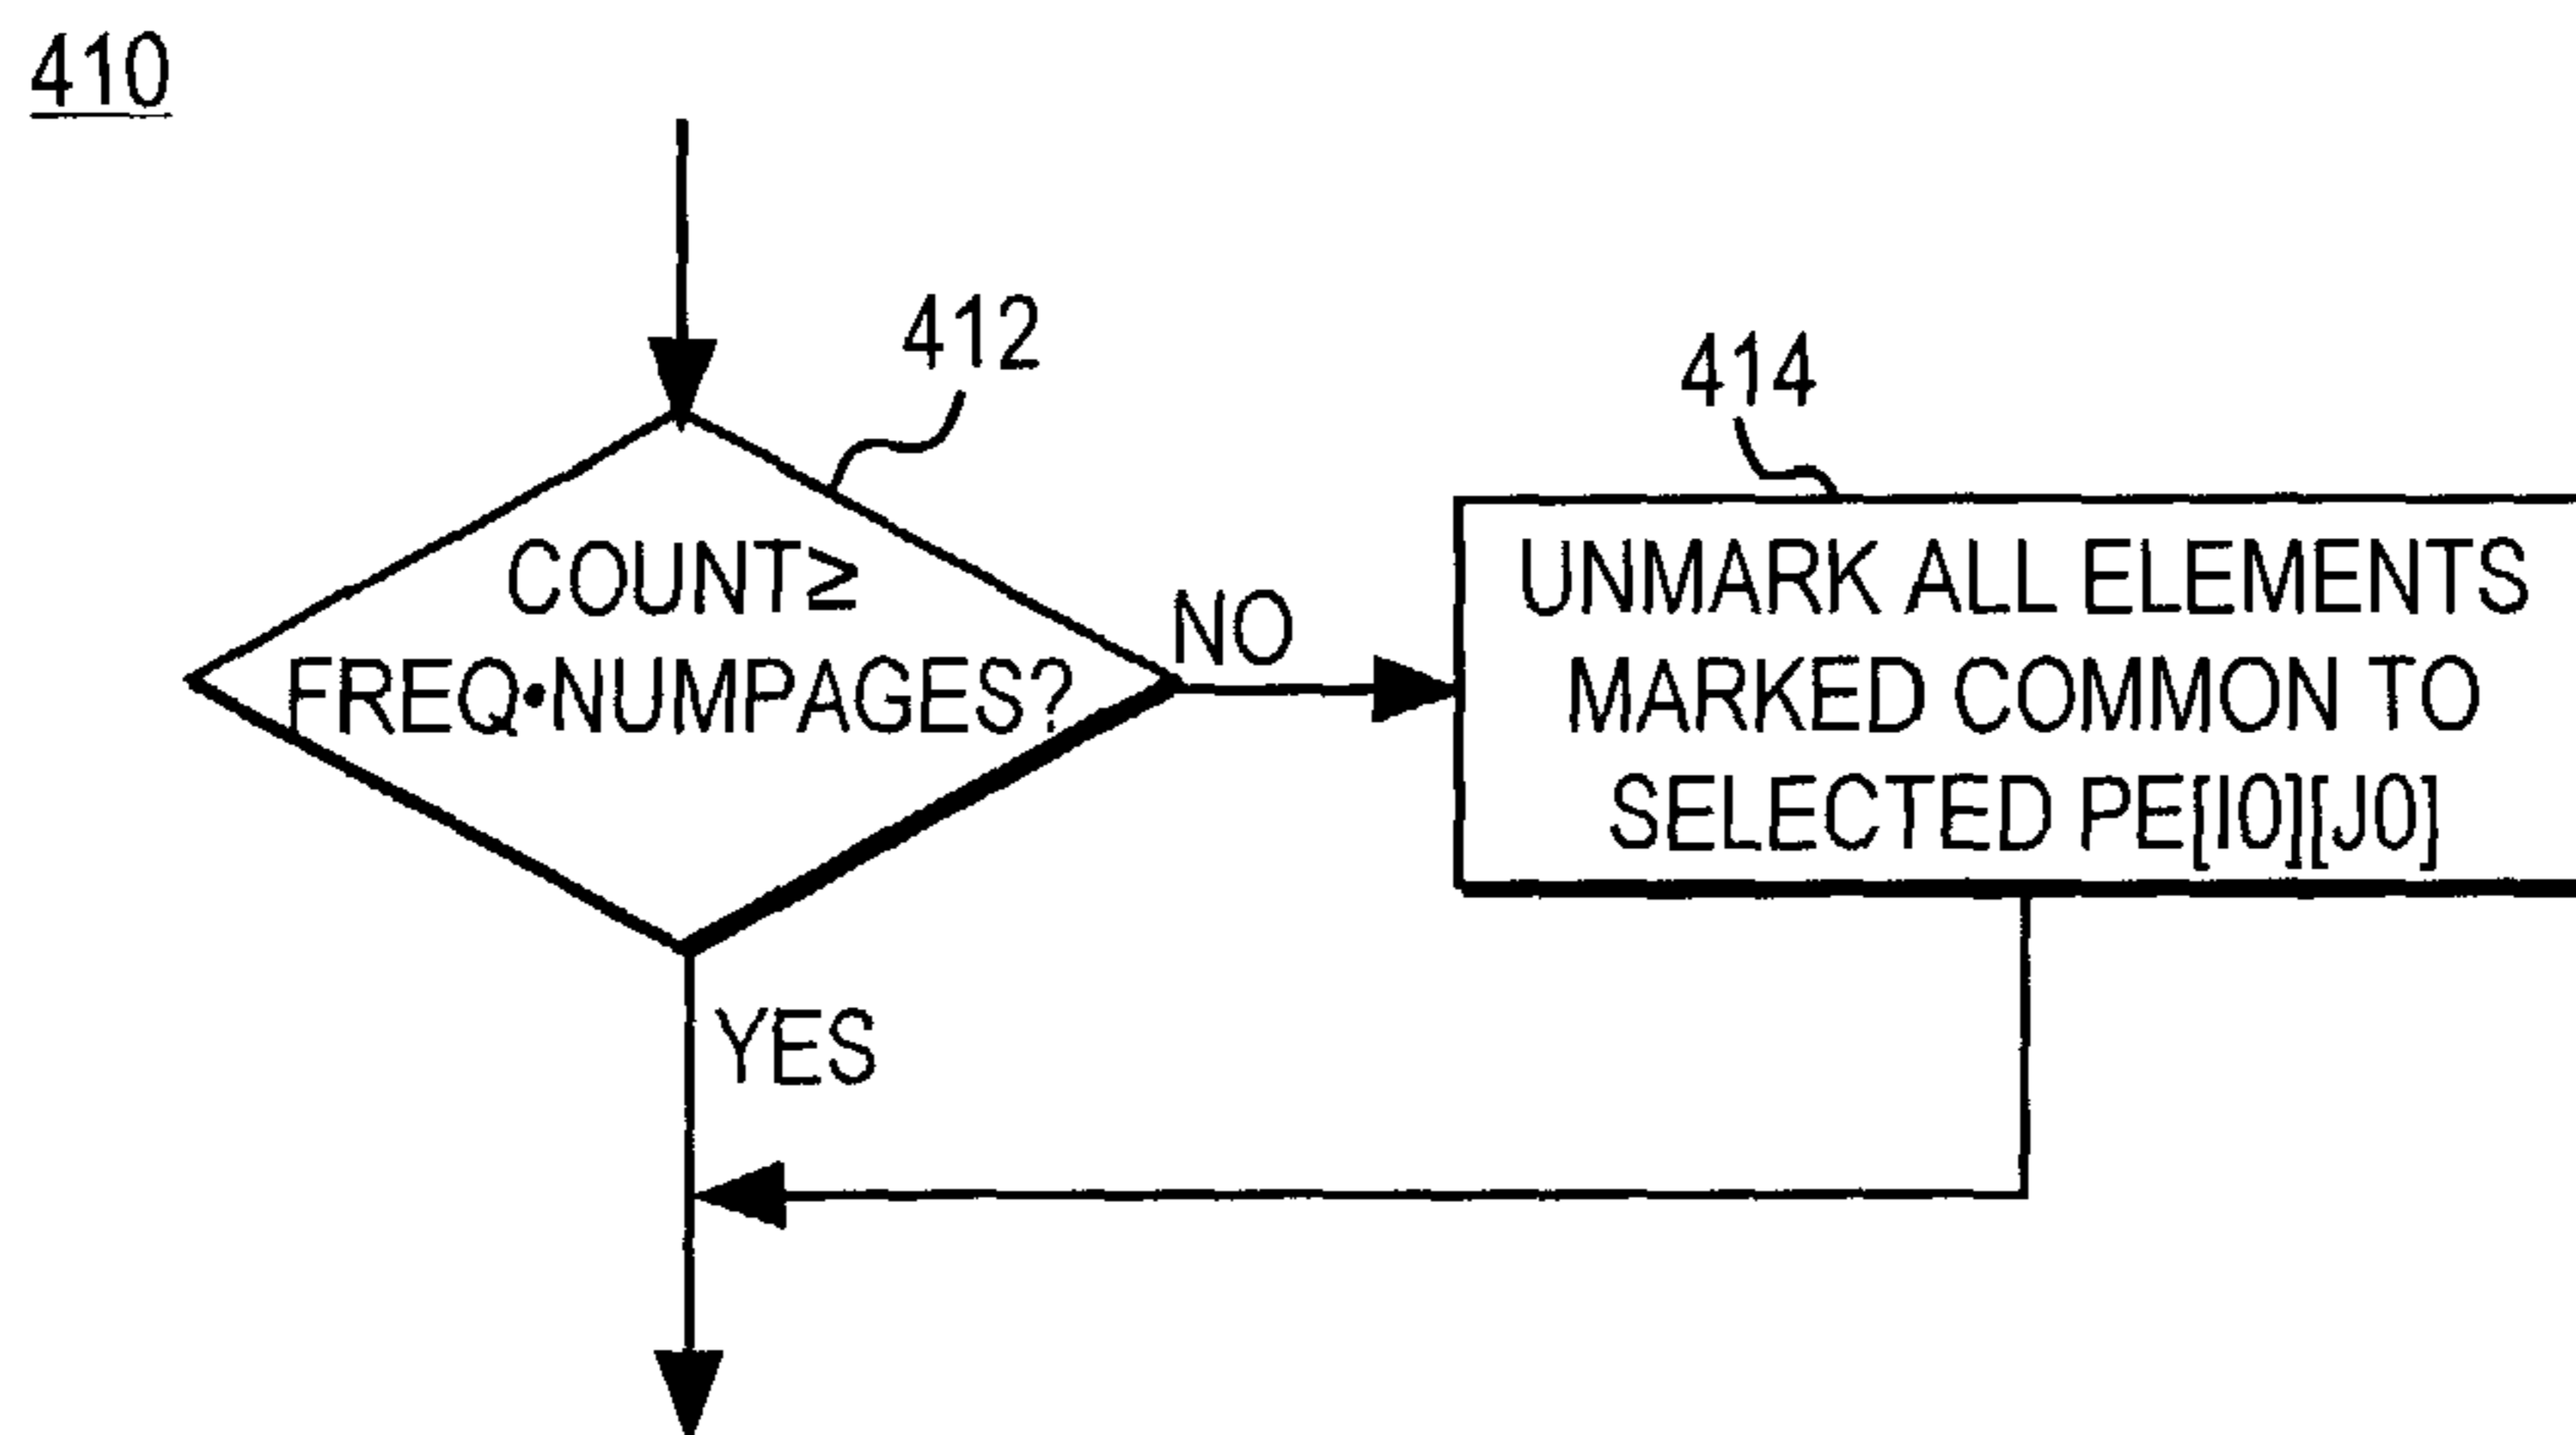 410
412
COUNT≥
FREQ•NUMPAGES?
NO
414
UNMARK ALL ELEMENTS
MARKED COMMON TO
SELECTED PE[I0][J0]
YES